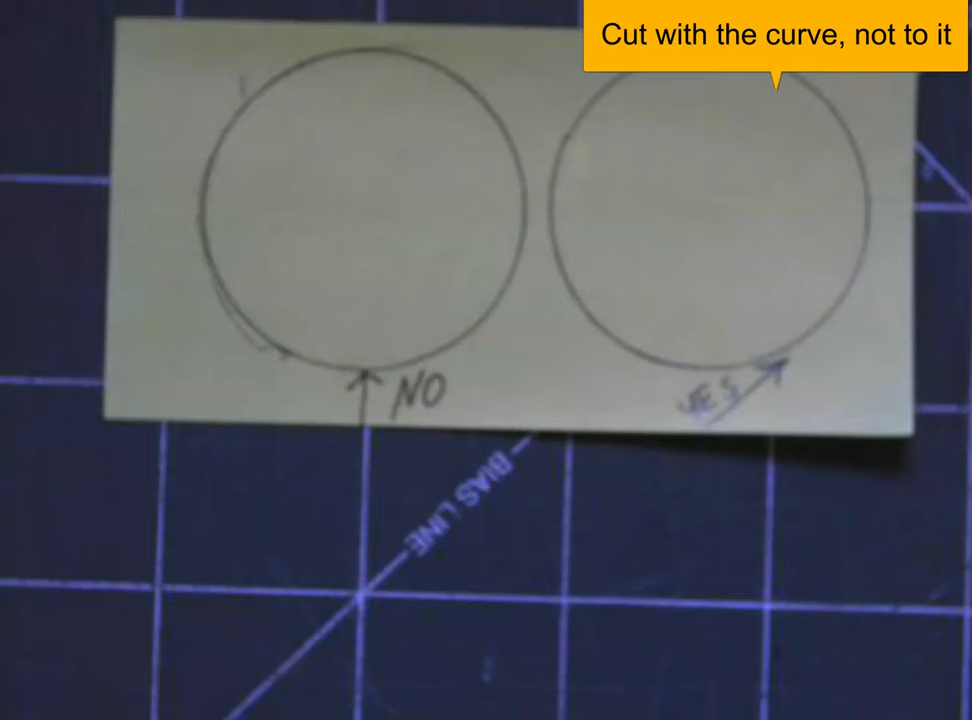 Cut with the curve, not to it
NO
YES
BIAS LINE